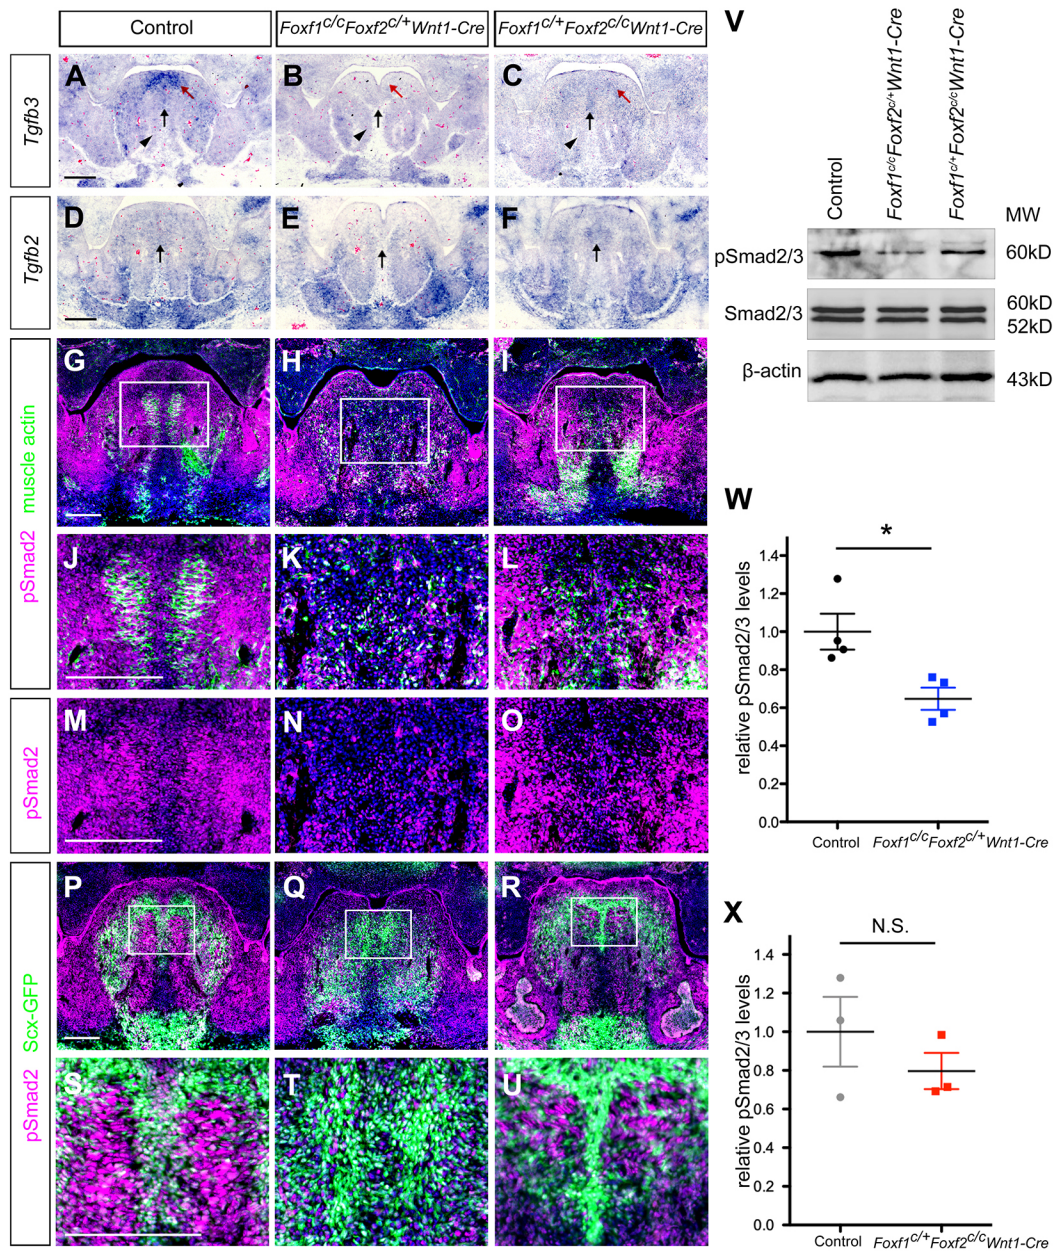 Control
Foxf1c/cFoxf2c/+Wnt1-Cre
Foxf1c/+Foxf2c/cWnt1-Cre
Tgfb3
A
B
C
Tgfb2
D
E
F
pSmad2 muscle actin
G
H
I
J
K
L
pSmad2
M
N
O
pSmad2 Scx-GFP
P
Q
R
S
T
U
V
Control
Foxf1c/cFoxf2c/+Wnt1-Cre
Foxf1c/+Foxf2c/cWnt1-Cre
MW
pSmad2/3
60kD
Smad2/3
60kD
52kD
β-actin
43kD
W
*
relative pSmad2/3 levels
1.4
1.2
1.0
0.8
0.6
0.4
0.2
0.0
Control
Foxf1c/cFoxf2c/+Wnt1-Cre
X
N.S.
relative pSmad2/3 levels
1.4
1.2
1.0
0.8
0.6
0.4
0.2
0.0
Control
Foxf1c/+Foxf2c/cWnt1-Cre